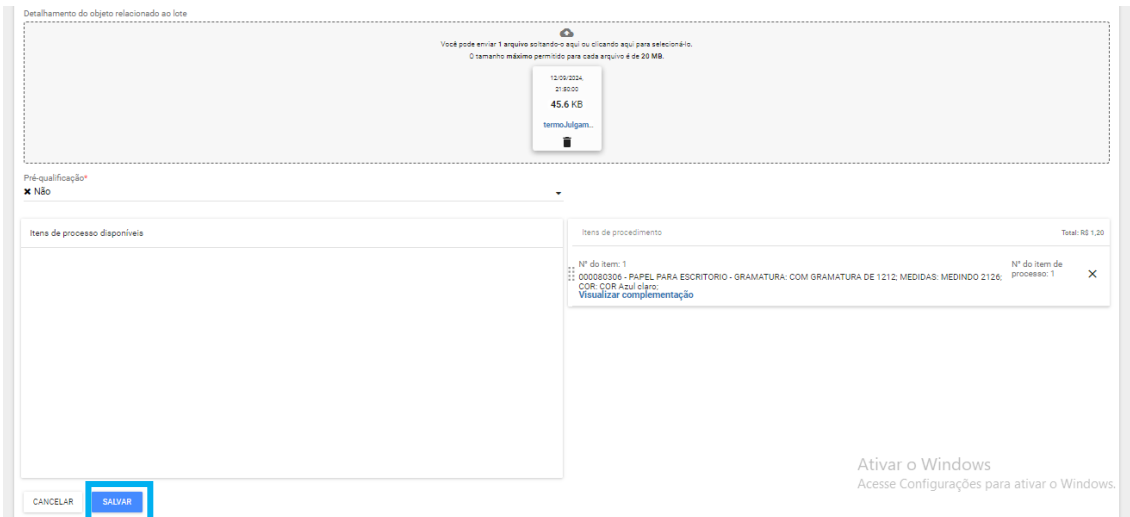 Detalhamento do objeto relacionado ao lote
Você pode enviar 1 arquivo soltando-o aqui ou clicando aqui para selecioná-lo.
O tamanho máximo permitido para cada arquivo é de 20 MB.
12/09/2024,
21:50:00
45.6 KB
termoJulgam..
Pré-qualificação*
✖ Não
Itens de processo disponíveis
Itens de procedimento
Total: R$ 1,20
N° do item: 1
000080306 - PAPEL PARA ESCRITORIO - GRAMATURA: COM GRAMATURA DE 1212; MEDIDAS: MEDINDO 2126;
COR: COR Azul claro;
Visualizar complementação
N° do item de
processo: 1
Ativar o Windows
Acesse Configurações para ativar o Windows.
CANCELAR
SALVAR